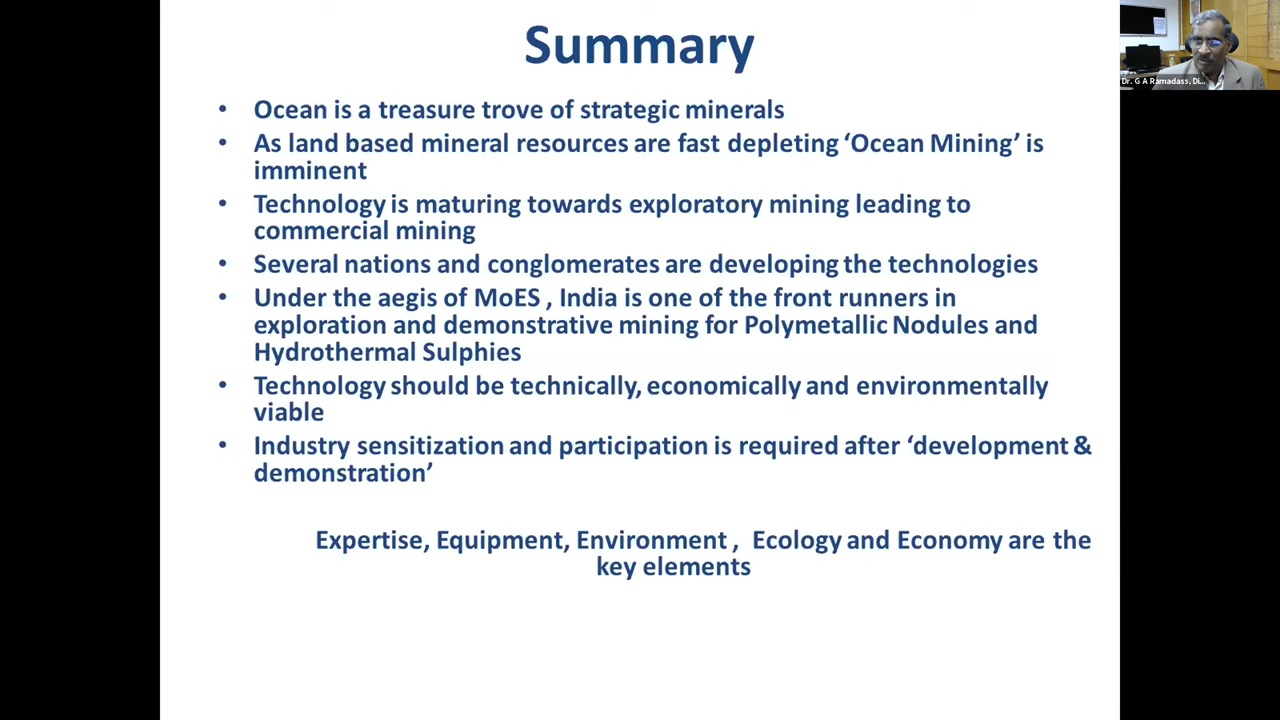 Summary
• Ocean is a treasure trove of strategic minerals
• As land based mineral resources are fast depleting ‘Ocean Mining’ is
imminent
• Technology is maturing towards exploratory mining leading to
commercial mining
• Several nations and conglomerates are developing the technologies
• Under the aegis of MoES , India is one of the front runners in
exploration and demonstrative mining for Polymetallic Nodules and
Hydrothermal Sulphies
• Technology should be technically, economically and environmentally
viable
• Industry sensitization and participation is required after ‘development &
demonstration’
Expertise, Equipment, Environment , Ecology and Economy are the
key elements
Dr. G A Ramadass, Di...